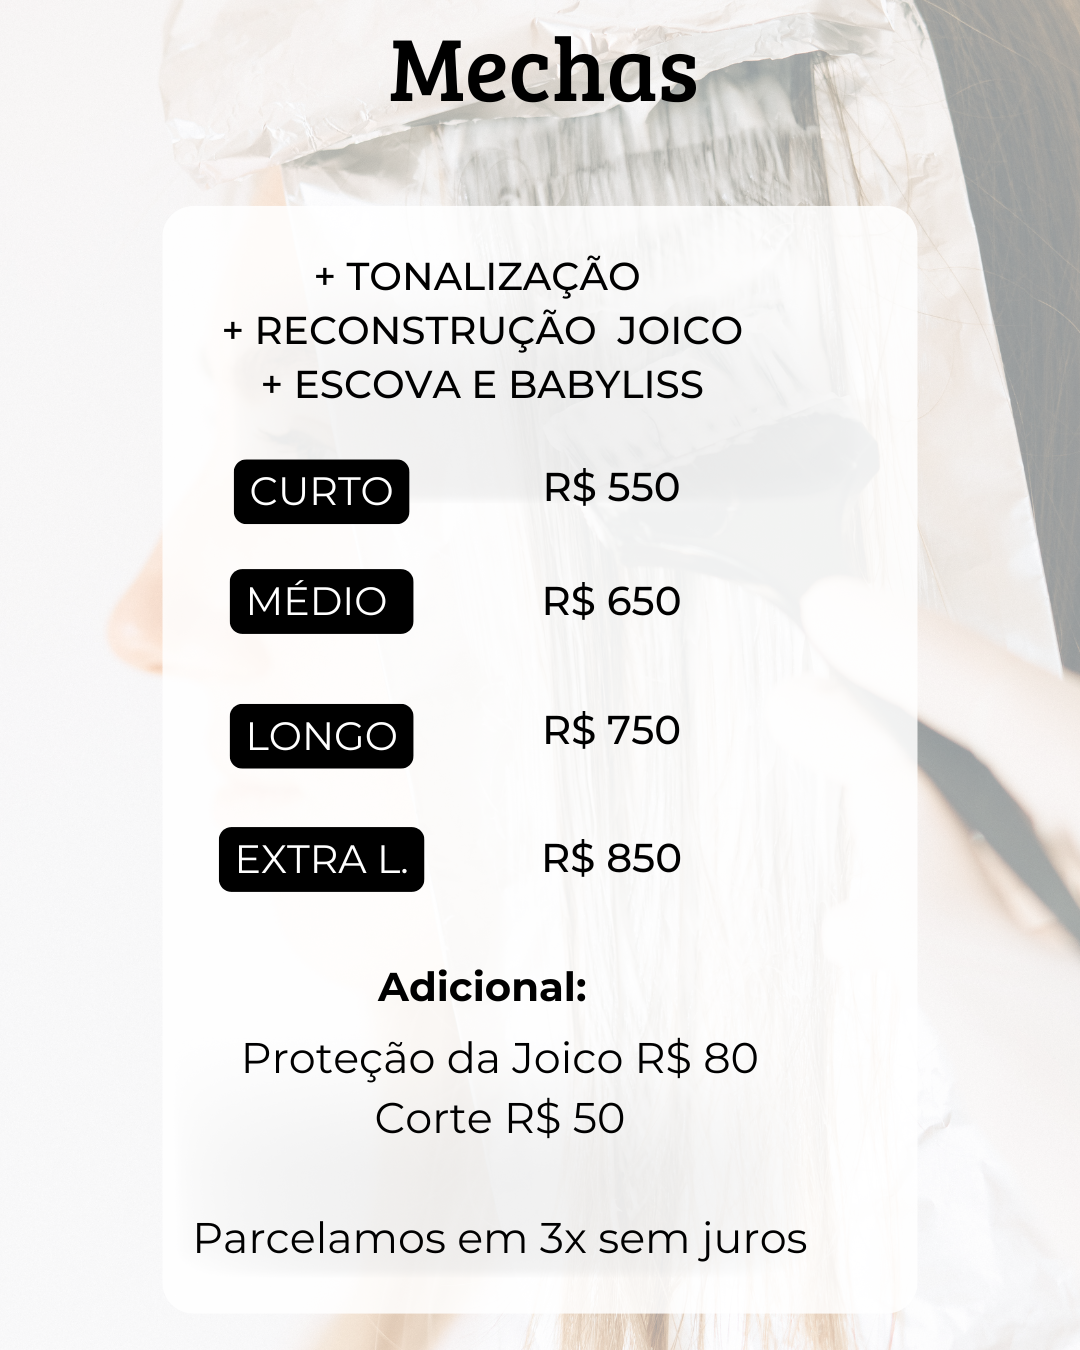 Mechas
+ TONALIZAÇÃO
+ RECONSTRUÇÃO JOICO
+ ESCOVA E BABYLISS
CURTO R$ 550
MÉDIO R$ 650
LONGO R$ 750
EXTRA L. R$ 850
Adicional:
Proteção da Joico R$ 80
Corte R$ 50
Parcelamos em 3x sem juros